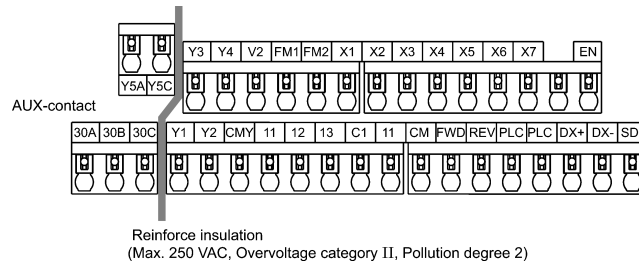 Y3 Y4 V2 FM1 FM2 X1 X2 X3 X4 X5 X6 X7 EN
Y5A Y5C
AUX-contact
30A 30B 30C Y1 Y2 CMY 11 12 13 C1 11 CM FWD REV PLC PLC DX+ DX- SD
Reinforce insulation
(Max. 250 VAC, Overvoltage category II, Pollution degree 2)